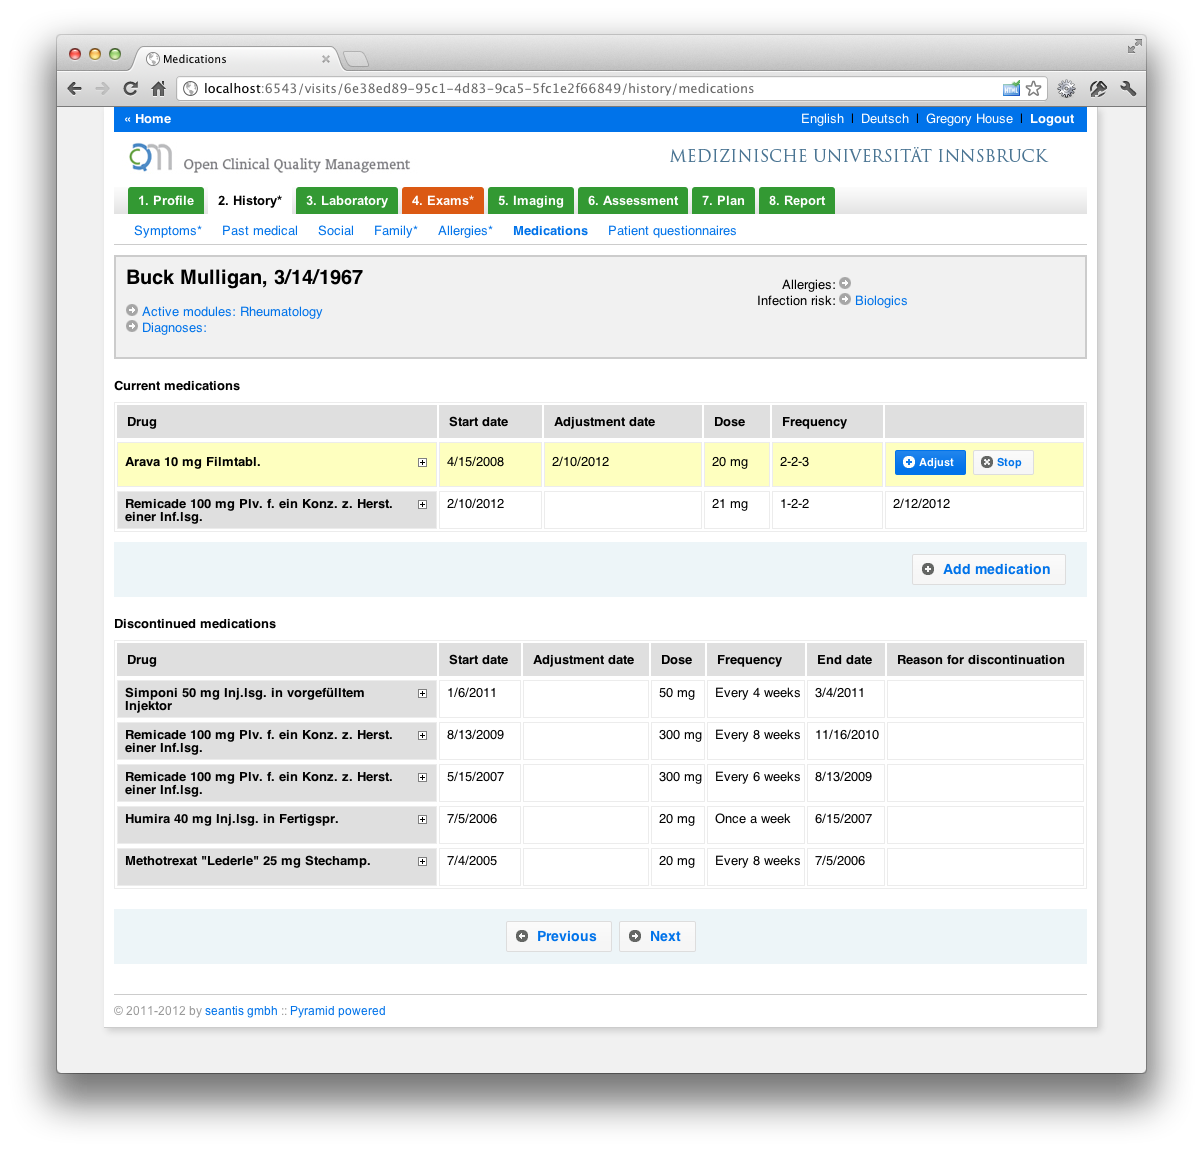 Medications
localhost:6543/visits/6e38ed89-95c1-4d83-9ca5-5fc1e2f66849/history/medications
« Home English Deutsch Gregory House Logout
QM Open Clinical Quality Management MEDIZINISCHE UNIVERSITÄT INNSBRUCK
1. Profile 2. History* 3. Laboratory 4. Exams* 5. Imaging 6. Assessment 7. Plan 8. Report
Symptoms* Past medical Social Family* Allergies* Medications Patient questionnaires
Buck Mulligan, 3/14/1967
Allergies:
Infection risk: Biologics
Active modules: Rheumatology
Diagnoses:
Current medications
Drug Start date Adjustment date Dose Frequency
Arava 10 mg Filmtabl. 4/15/2008 2/10/2012 20 mg 2-2-3 Adjust Stop
Remicade 100 mg Plv. f. ein Konz. z. Herst. 2/10/2012 21 mg 1-2-2 2/12/2012
einer Inf.lsg.
Add medication
Discontinued medications
Drug Start date Adjustment date Dose Frequency End date Reason for discontinuation
Simponi 50 mg Inj.lsg. in vorgefülltem 1/6/2011 50 mg Every 4 weeks 3/4/2011
Injektor
Remicade 100 mg Plv. f. ein Konz. z. Herst. 8/13/2009 300 mg Every 8 weeks 11/16/2010
einer Inf.lsg.
Remicade 100 mg Plv. f. ein Konz. z. Herst. 5/15/2007 300 mg Every 6 weeks 8/13/2009
einer Inf.lsg.
Humira 40 mg Inj.lsg. in Fertigspr. 7/5/2006 20 mg Once a week 6/15/2007
Methotrexat "Lederle" 25 mg Stechamp. 7/4/2005 20 mg Every 8 weeks 7/5/2006
Previous Next
© 2011-2012 by seantis gmbh :: Pyramid powered